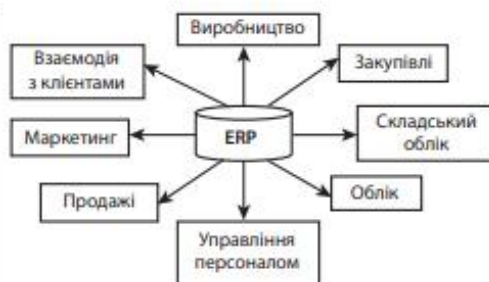 Виробництво
Взаємодія
з клієнтами
Закупівлі
Маркетинг
ERP
Складський
облік
Продажі
Облік
Управління
персоналом